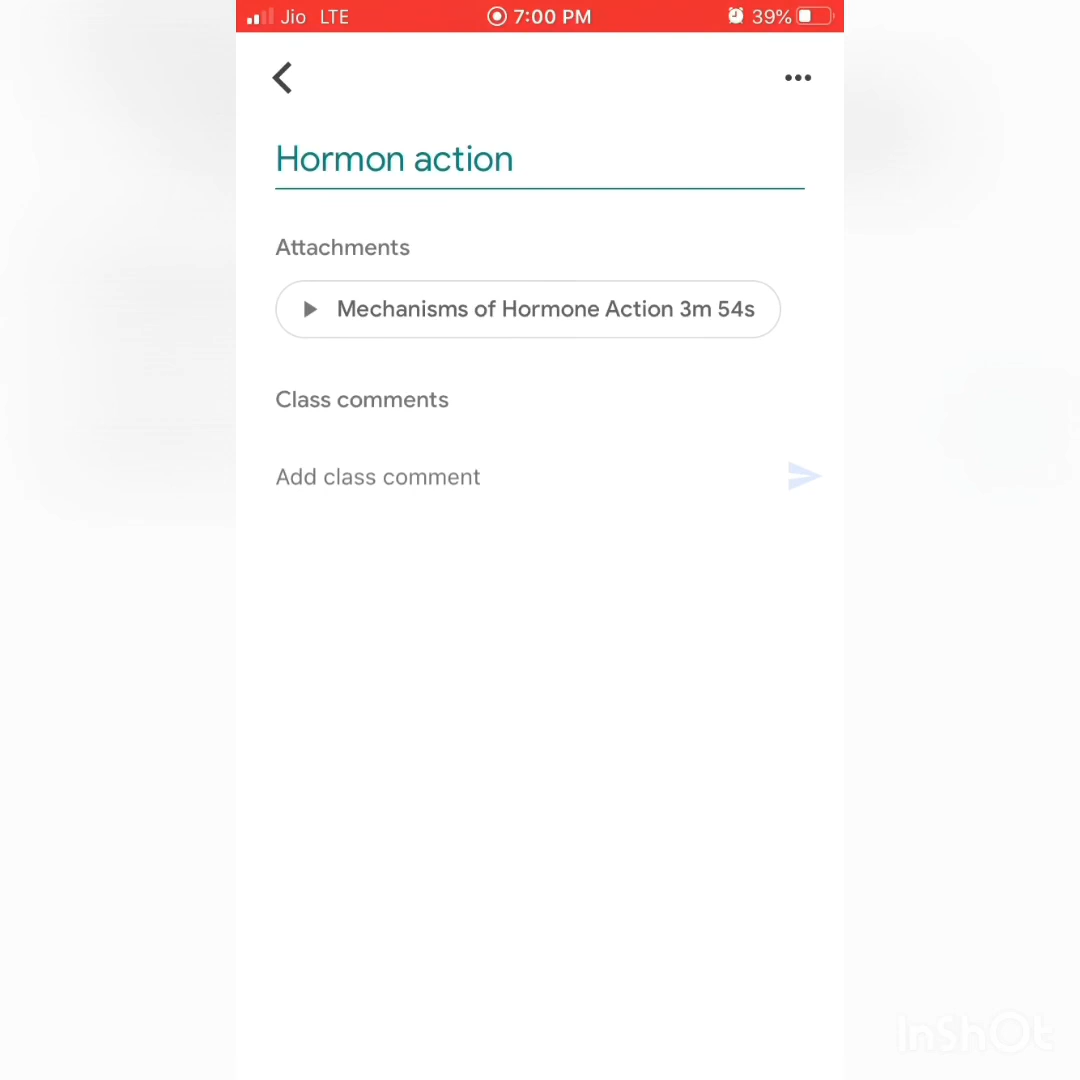 Jio LTE 7:00 PM 39%
Hormon action
Attachments
Mechanisms of Hormone Action 3m 54s
Class comments
Add class comment
InShOt